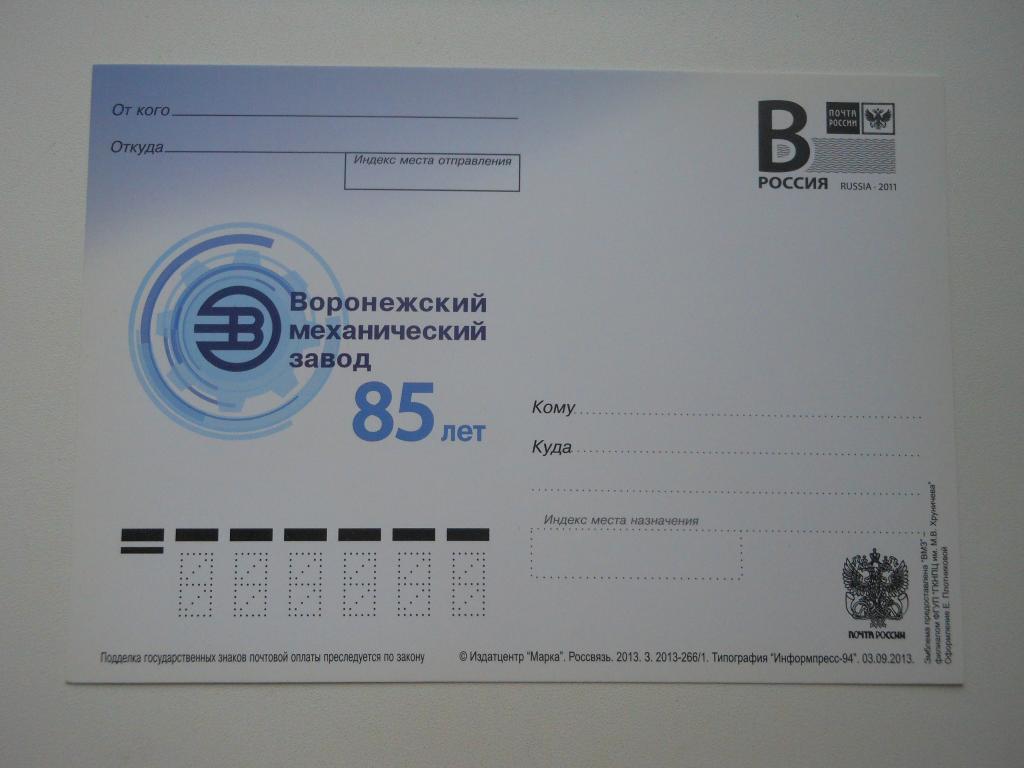 От кого
Откуда
Индекс места отправления
ПОЧТА
РОССИИ
В
РОССИЯ
RUSSIA · 2011
В
Воронежский
механический
завод
85 лет
Кому
Куда
Индекс места назначения
ПОЧТА РОССИИ
Эмблема предоставлена "ВМЗ" –
филиалом ФГУП "ГКНПЦ им. М.В. Хруничева"
Оформление Е. Плотниковой
Подделка государственных знаков почтовой оплаты преследуется по закону
© Издатцентр "Марка". Россвязь. 2013. З. 2013-266/1. Типография "Информпресс-94". 03.09.2013.